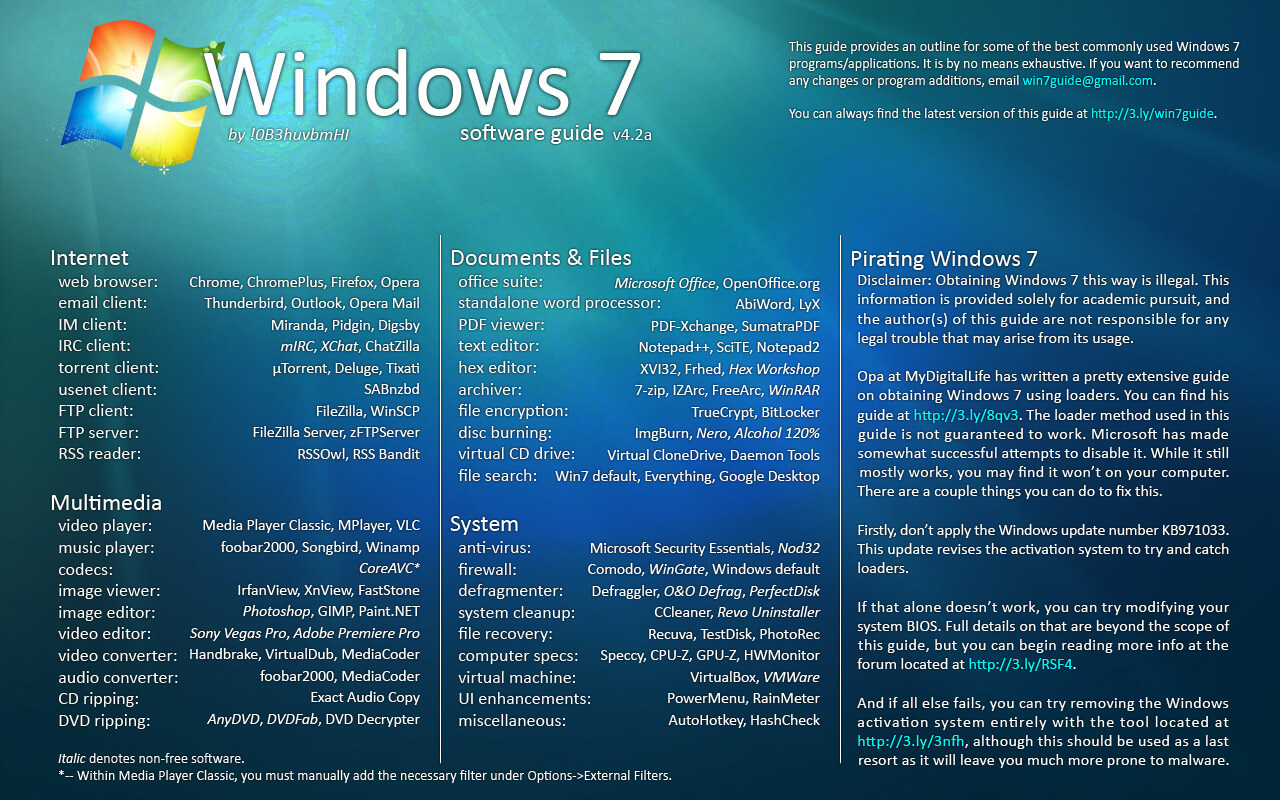 Windows 7
by !0B3huvbmHI
software guide v4.2a
This guide provides an outline for some of the best commonly used Windows 7
programs/applications. It is by no means exhaustive. If you want to recommend
any changes or program additions, email win7guide@gmail.com.
You can always find the latest version of this guide at http://3.ly/win7guide.
Internet
web browser: Chrome, ChromePlus, Firefox, Opera
email client: Thunderbird, Outlook, Opera Mail
IM client: Miranda, Pidgin, Digsby
IRC client: mIRC, XChat, ChatZilla
torrent client: µTorrent, Deluge, Tixati
usenet client: SABnzbd
FTP client: FileZilla, WinSCP
FTP server: FileZilla Server, zFTPServer
RSS reader: RSSOwl, RSS Bandit
Multimedia
video player: Media Player Classic, MPlayer, VLC
music player: foobar2000, Songbird, Winamp
codecs: CoreAVC*
image viewer: IrfanView, XnView, FastStone
image editor: Photoshop, GIMP, Paint.NET
video editor: Sony Vegas Pro, Adobe Premiere Pro
video converter: Handbrake, VirtualDub, MediaCoder
audio converter: foobar2000, MediaCoder
CD ripping: Exact Audio Copy
DVD ripping: AnyDVD, DVDFab, DVD Decrypter
Italic denotes non-free software.
*-- Within Media Player Classic, you must manually add the necessary filter under Options->External Filters.
Documents & Files
office suite: Microsoft Office, OpenOffice.org
standalone word processor: AbiWord, LyX
PDF viewer: PDF-Xchange, SumatraPDF
text editor: Notepad++, SciTE, Notepad2
hex editor: XVI32, Frhed, Hex Workshop
archiver: 7-zip, IZArc, FreeArc, WinRAR
file encryption: TrueCrypt, BitLocker
disc burning: ImgBurn, Nero, Alcohol 120%
virtual CD drive: Virtual CloneDrive, Daemon Tools
file search: Win7 default, Everything, Google Desktop
System
anti-virus: Microsoft Security Essentials, Nod32
firewall: Comodo, WinGate, Windows default
defragmenter: Defraggler, O&O Defrag, PerfectDisk
system cleanup: CCleaner, Revo Uninstaller
file recovery: Recuva, TestDisk, PhotoRec
computer specs: Speccy, CPU-Z, GPU-Z, HWMonitor
virtual machine: VirtualBox, VMWare
UI enhancements: PowerMenu, RainMeter
miscellaneous: AutoHotkey, HashCheck
Pirating Windows 7
Disclaimer: Obtaining Windows 7 this way is illegal. This
information is provided solely for academic pursuit, and
the author(s) of this guide are not responsible for any
legal trouble that may arise from its usage.
Opa at MyDigitalLife has written a pretty extensive guide
on obtaining Windows 7 using loaders. You can find his
guide at http://3.ly/8qv3. The loader method used in this
guide is not guaranteed to work. Microsoft has made
somewhat successful attempts to disable it. While it still
mostly works, you may find it won't on your computer.
There are a couple things you can do to fix this.
Firstly, don't apply the Windows update number KB971033.
This update revises the activation system to try and catch
loaders.
If that alone doesn't work, you can try modifying your
system BIOS. Full details on that are beyond the scope of
this guide, but you can begin reading more info at the
forum located at http://3.ly/RSF4.
And if all else fails, you can try removing the Windows
activation system entirely with the tool located at
http://3.ly/3nfh, although this should be used as a last
resort as it will leave you much more prone to malware.